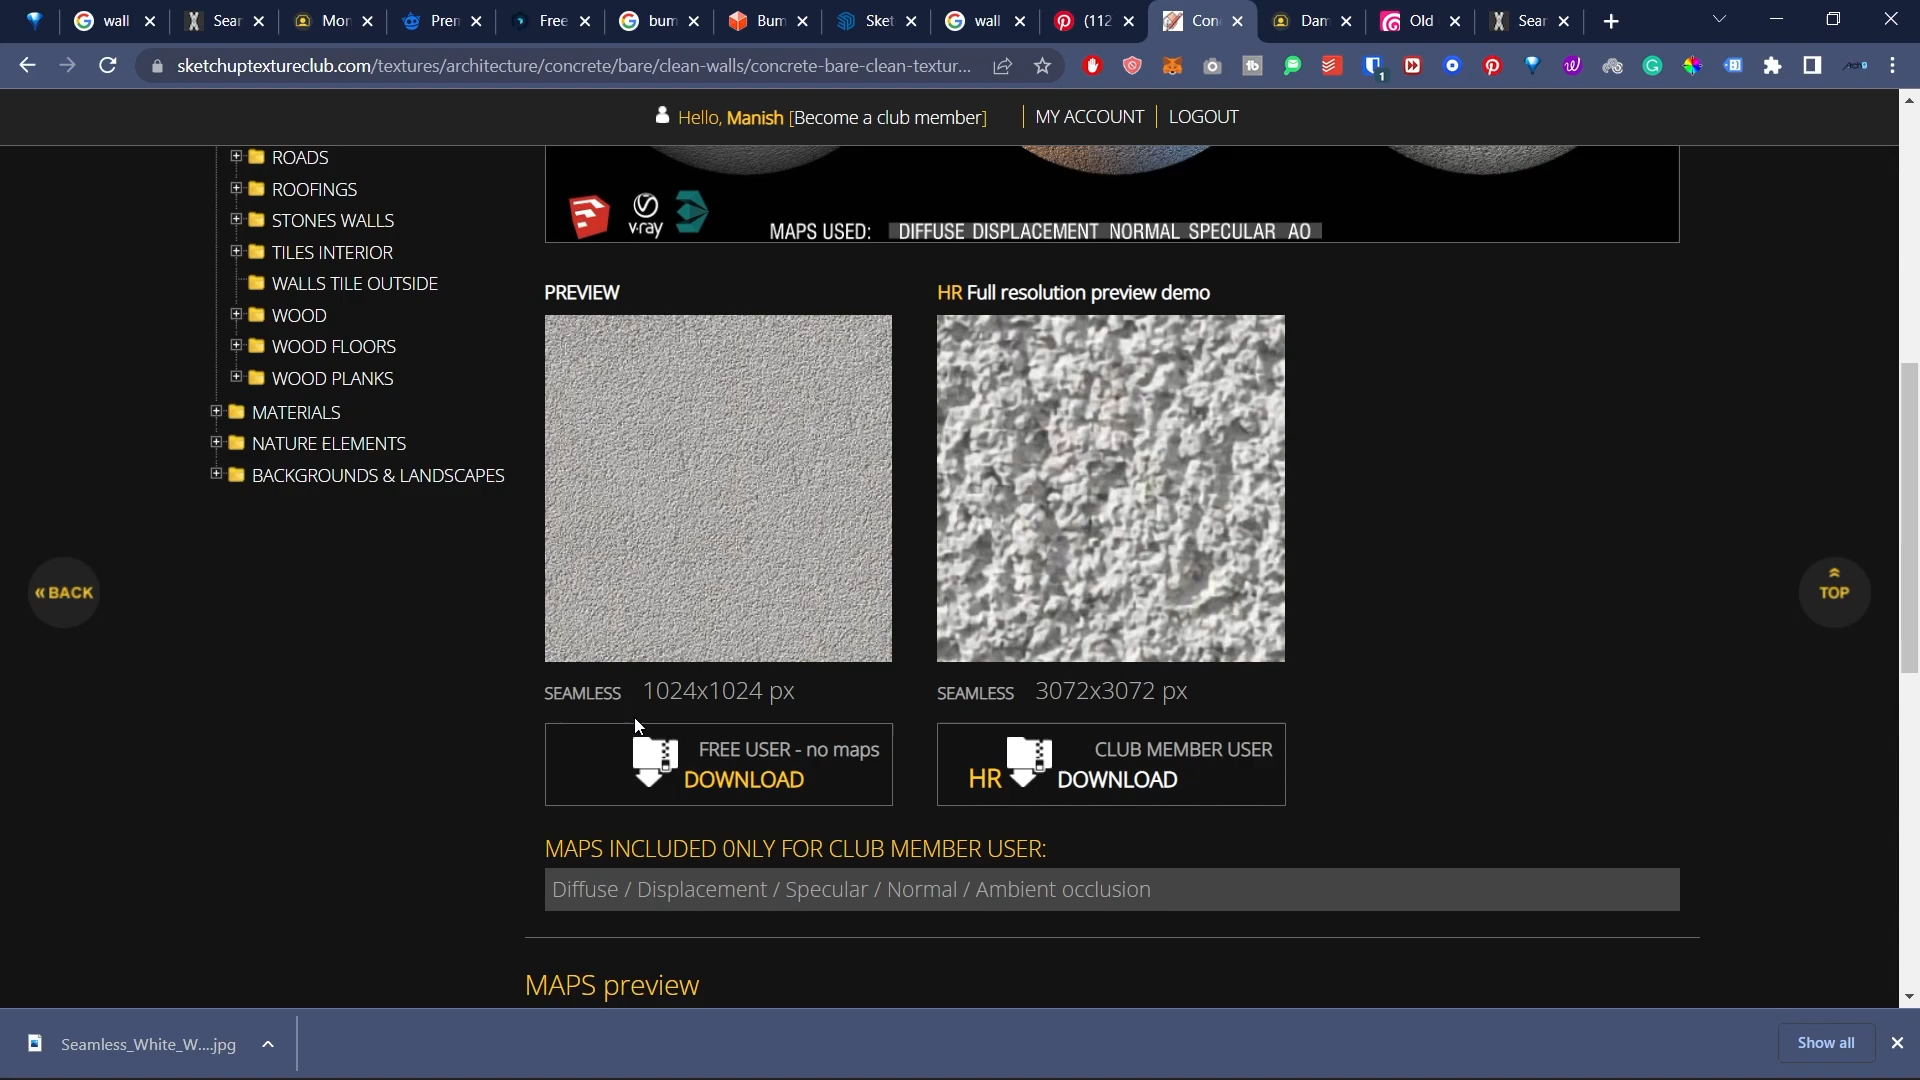 wall
Sear
Mor
Prem
Free
bum
Bum
Sket
wall
(112
Con
Dam
Old
Sear
sketchuptextureclub.com/textures/architecture/concrete/bare/clean-walls/concrete-bare-clean-textur...
1
Hello, Manish [Become a club member]
MY ACCOUNT
LOGOUT
ROADS
ROOFINGS
STONES WALLS
TILES INTERIOR
WALLS TILE OUTSIDE
WOOD
WOOD FLOORS
WOOD PLANKS
MATERIALS
NATURE ELEMENTS
BACKGROUNDS & LANDSCAPES
« BACK
v-ray
MAPS USED: DIFFUSE DISPLACEMENT NORMAL SPECULAR AO
PREVIEW
HR Full resolution preview demo
SEAMLESS 1024x1024 px
SEAMLESS 3072x3072 px
FREE USER - no maps
DOWNLOAD
CLUB MEMBER USER
HR DOWNLOAD
TOP
MAPS INCLUDED 0NLY FOR CLUB MEMBER USER:
Diffuse / Displacement / Specular / Normal / Ambient occlusion
MAPS preview
Seamless_White_W....jpg
Show all